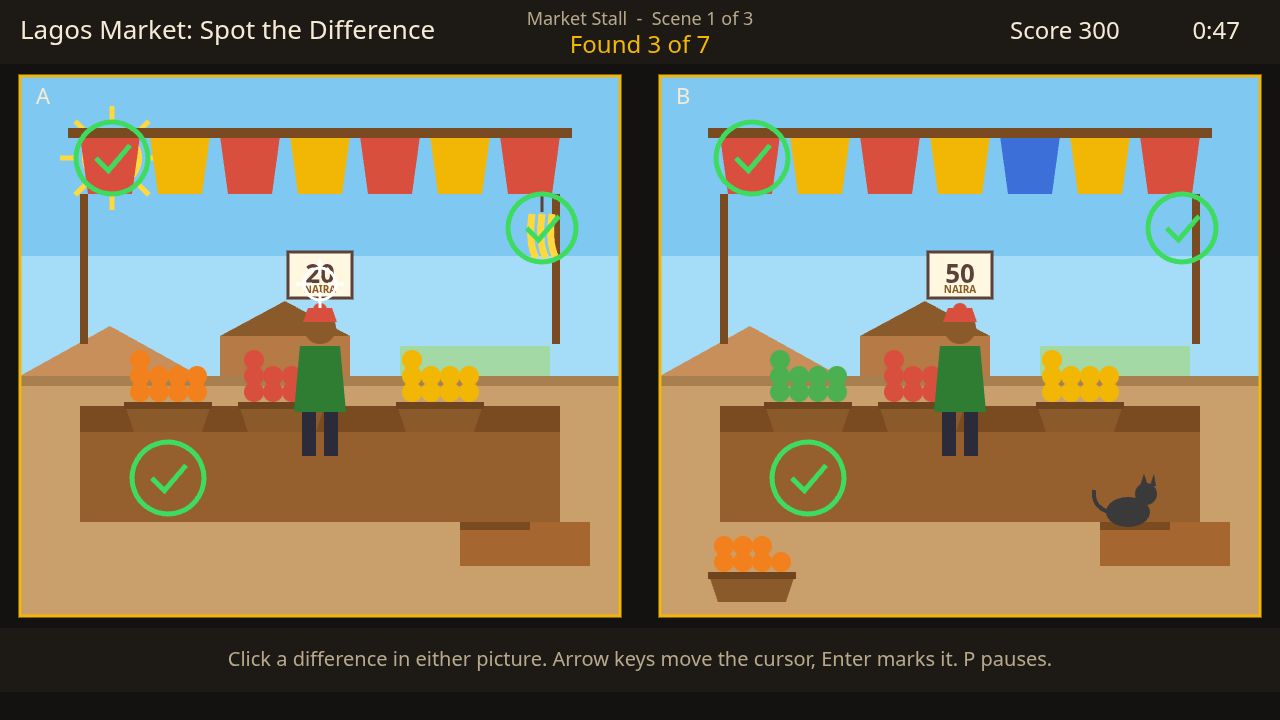 Lagos Market: Spot the Difference
Market Stall - Scene 1 of 3
Found 3 of 7
Score 300
0:47
A
B
20
NAIRA
50
NAIRA
Click a difference in either picture. Arrow keys move the cursor, Enter marks it. P pauses.